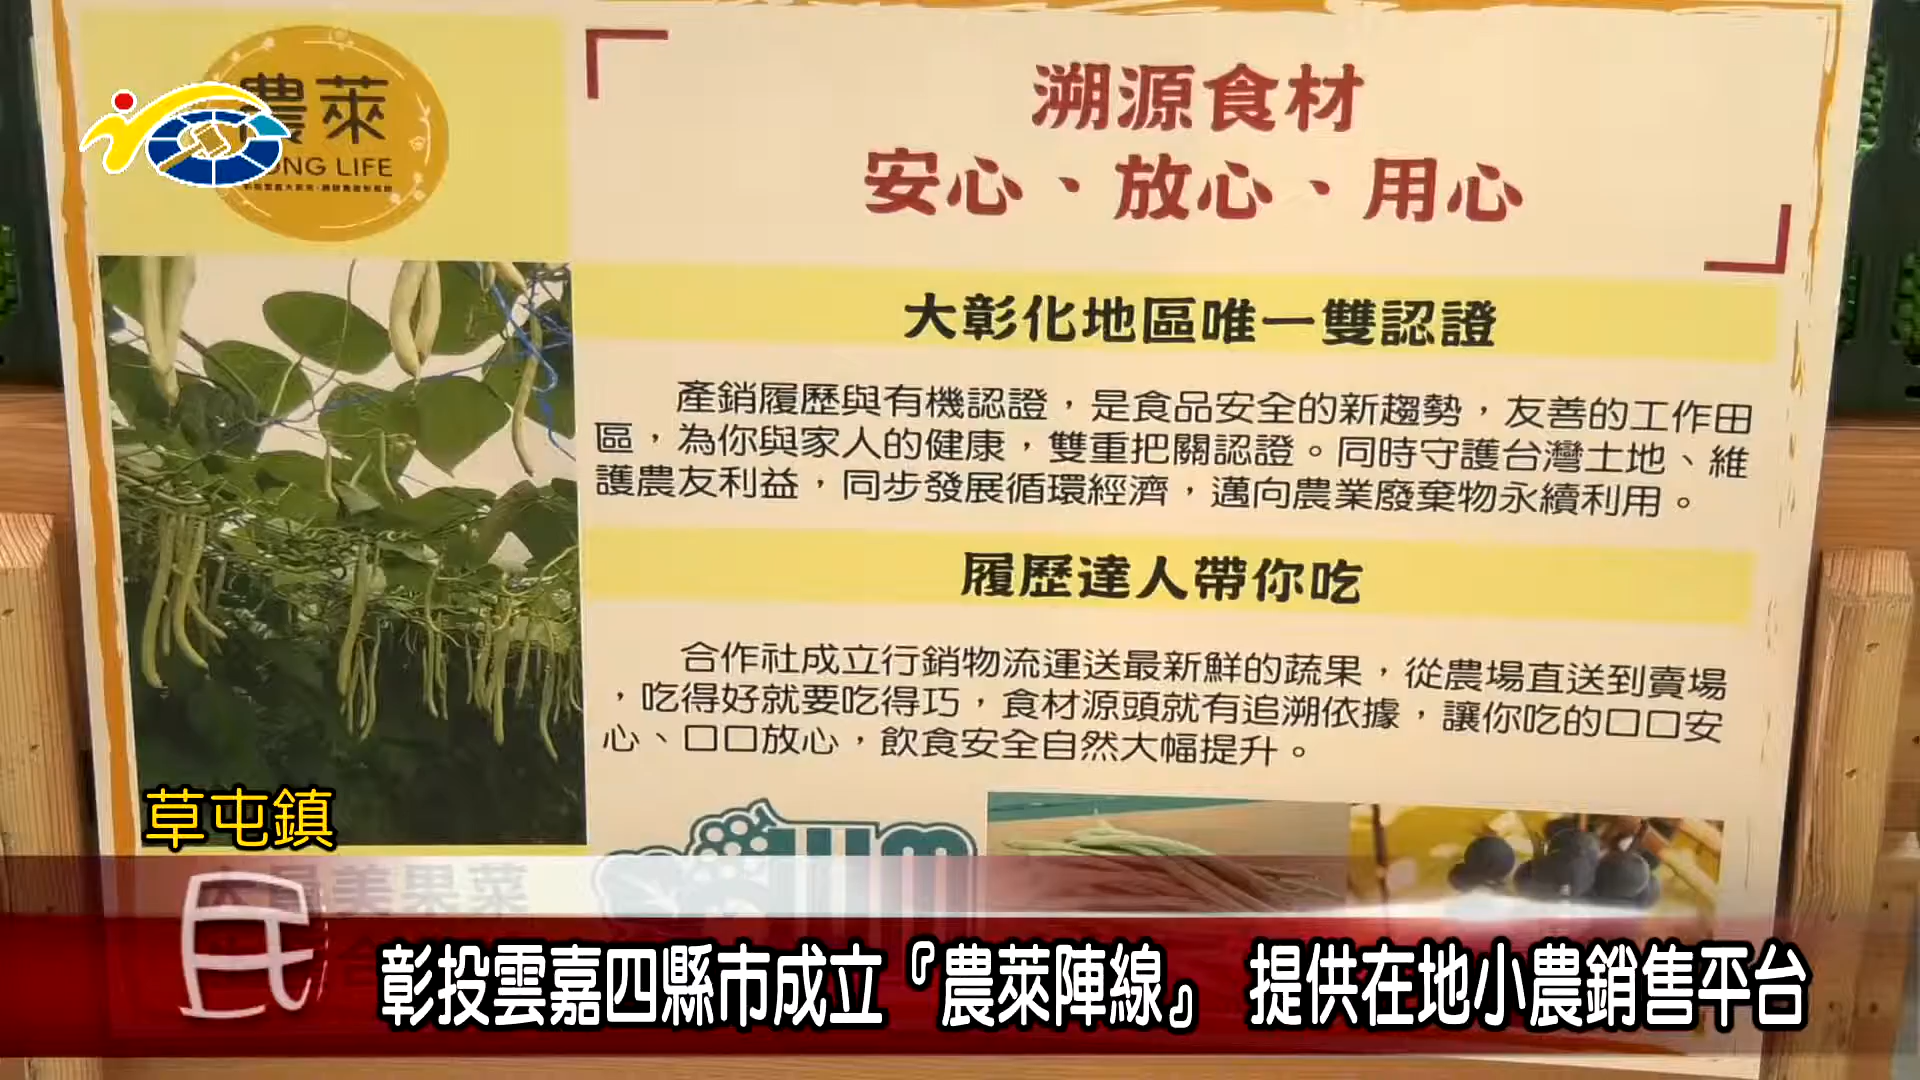 農萊
ONG LIFE
溯源食材
安心、放心、用心
大彰化地區唯一雙認證
產銷履歷與有機認證，是食品安全的新趨勢，友善的工作田
區，為你與家人的健康，雙重把關認證。同時守護台灣土地、維
護農友利益，同步發展循環經濟，邁向農業廢棄物永續利用。
履歷達人帶你吃
合作社成立行銷物流運送最新鮮的蔬果，從農場直送到賣場
，吃得好就要吃得巧，食材源頭就有追溯依據，讓你吃的口口安
心、口口放心，飲食安全自然大幅提升。
草屯鎮
美果菜
民
彰投雲嘉四縣市成立『農萊陣線』 提供在地小農銷售平台